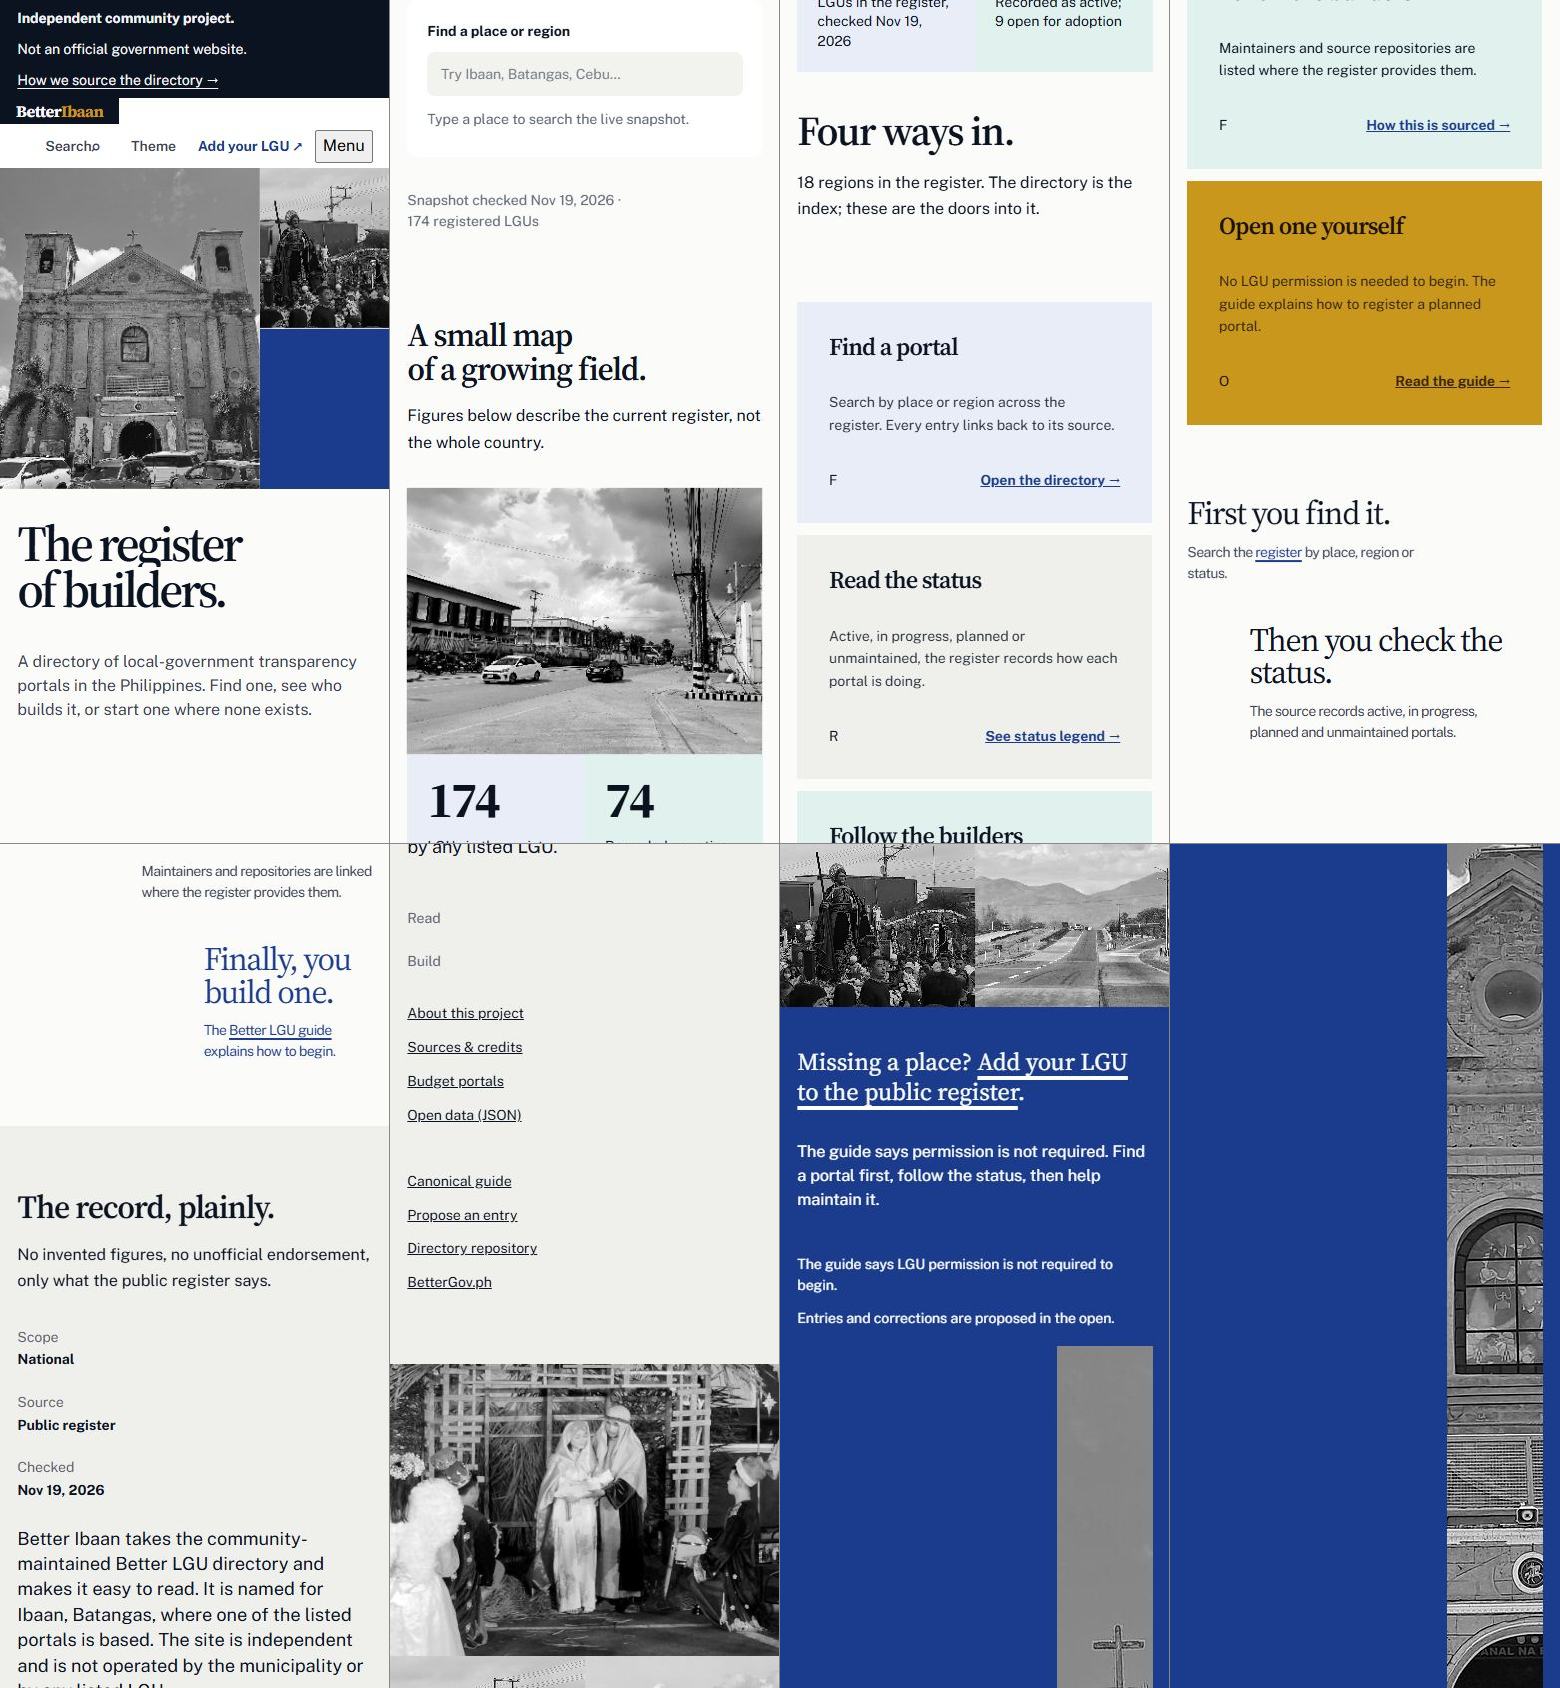 Independent community project.
Not an official government website.
How we source the directory →
BetterIbaan
Search
Theme
Add your LGU ↗
Menu
The register
of builders.
A directory of local-government transparency
portals in the Philippines. Find one, see who
builds it, or start one where none exists.
Find a place or region
Try Ibaan, Batangas, Cebu...
Type a place to search the live snapshot.
Snapshot checked Nov 19, 2026 ·
174 registered LGUs
A small map
of a growing field.
Figures below describe the current register, not
the whole country.
174
74
LGUs in the register,
checked Nov 19,
2026
Recorded as active;
9 open for adoption
Four ways in.
18 regions in the register. The directory is the
index; these are the doors into it.
Find a portal
Search by place or region across the
register. Every entry links back to its source.
F
Open the directory →
Read the status
Active, in progress, planned or
unmaintained, the register records how each
portal is doing.
R
See status legend →
Follow the builders
Maintainers and source repositories are
listed where the register provides them.
F
How this is sourced →
Open one yourself
No LGU permission is needed to begin. The
guide explains how to register a planned
portal.
O
Read the guide →
First you find it.
Search the register by place, region or
status.
Then you check the
status.
The source records active, in progress,
planned and unmaintained portals.
Maintainers and repositories are linked
where the register provides them.
Finally, you
build one.
The Better LGU guide
explains how to begin.
The record, plainly.
No invented figures, no unofficial endorsement,
only what the public register says.
Scope
National
Source
Public register
Checked
Nov 19, 2026
Better Ibaan takes the community-
maintained Better LGU directory and
makes it easy to read. It is named for
Ibaan, Batangas, where one of the listed
portals is based. The site is independent
and is not operated by the municipality or
by any listed LGU.
Read
Build
About this project
Sources & credits
Budget portals
Open data (JSON)
Canonical guide
Propose an entry
Directory repository
BetterGov.ph
Missing a place? Add your LGU
to the public register.
The guide says permission is not required. Find
a portal first, follow the status, then help
maintain it.
The guide says LGU permission is not required to
begin.
Entries and corrections are proposed in the open.